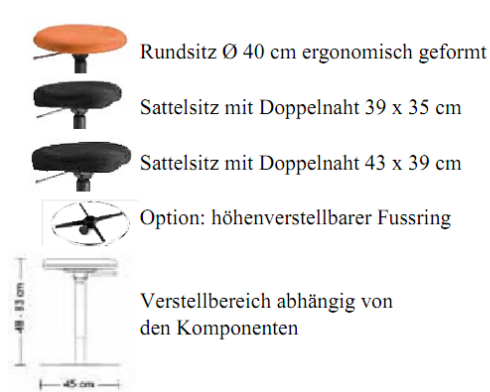 Rundsitz Ø 40 cm ergonomisch geformt
Sattelsitz mit Doppelnaht 39 x 35 cm
Sattelsitz mit Doppelnaht 43 x 39 cm
Option: höhenverstellbarer Fussring
48 - 83 cm
Verstellbereich abhängig von
den Komponenten
45 cm